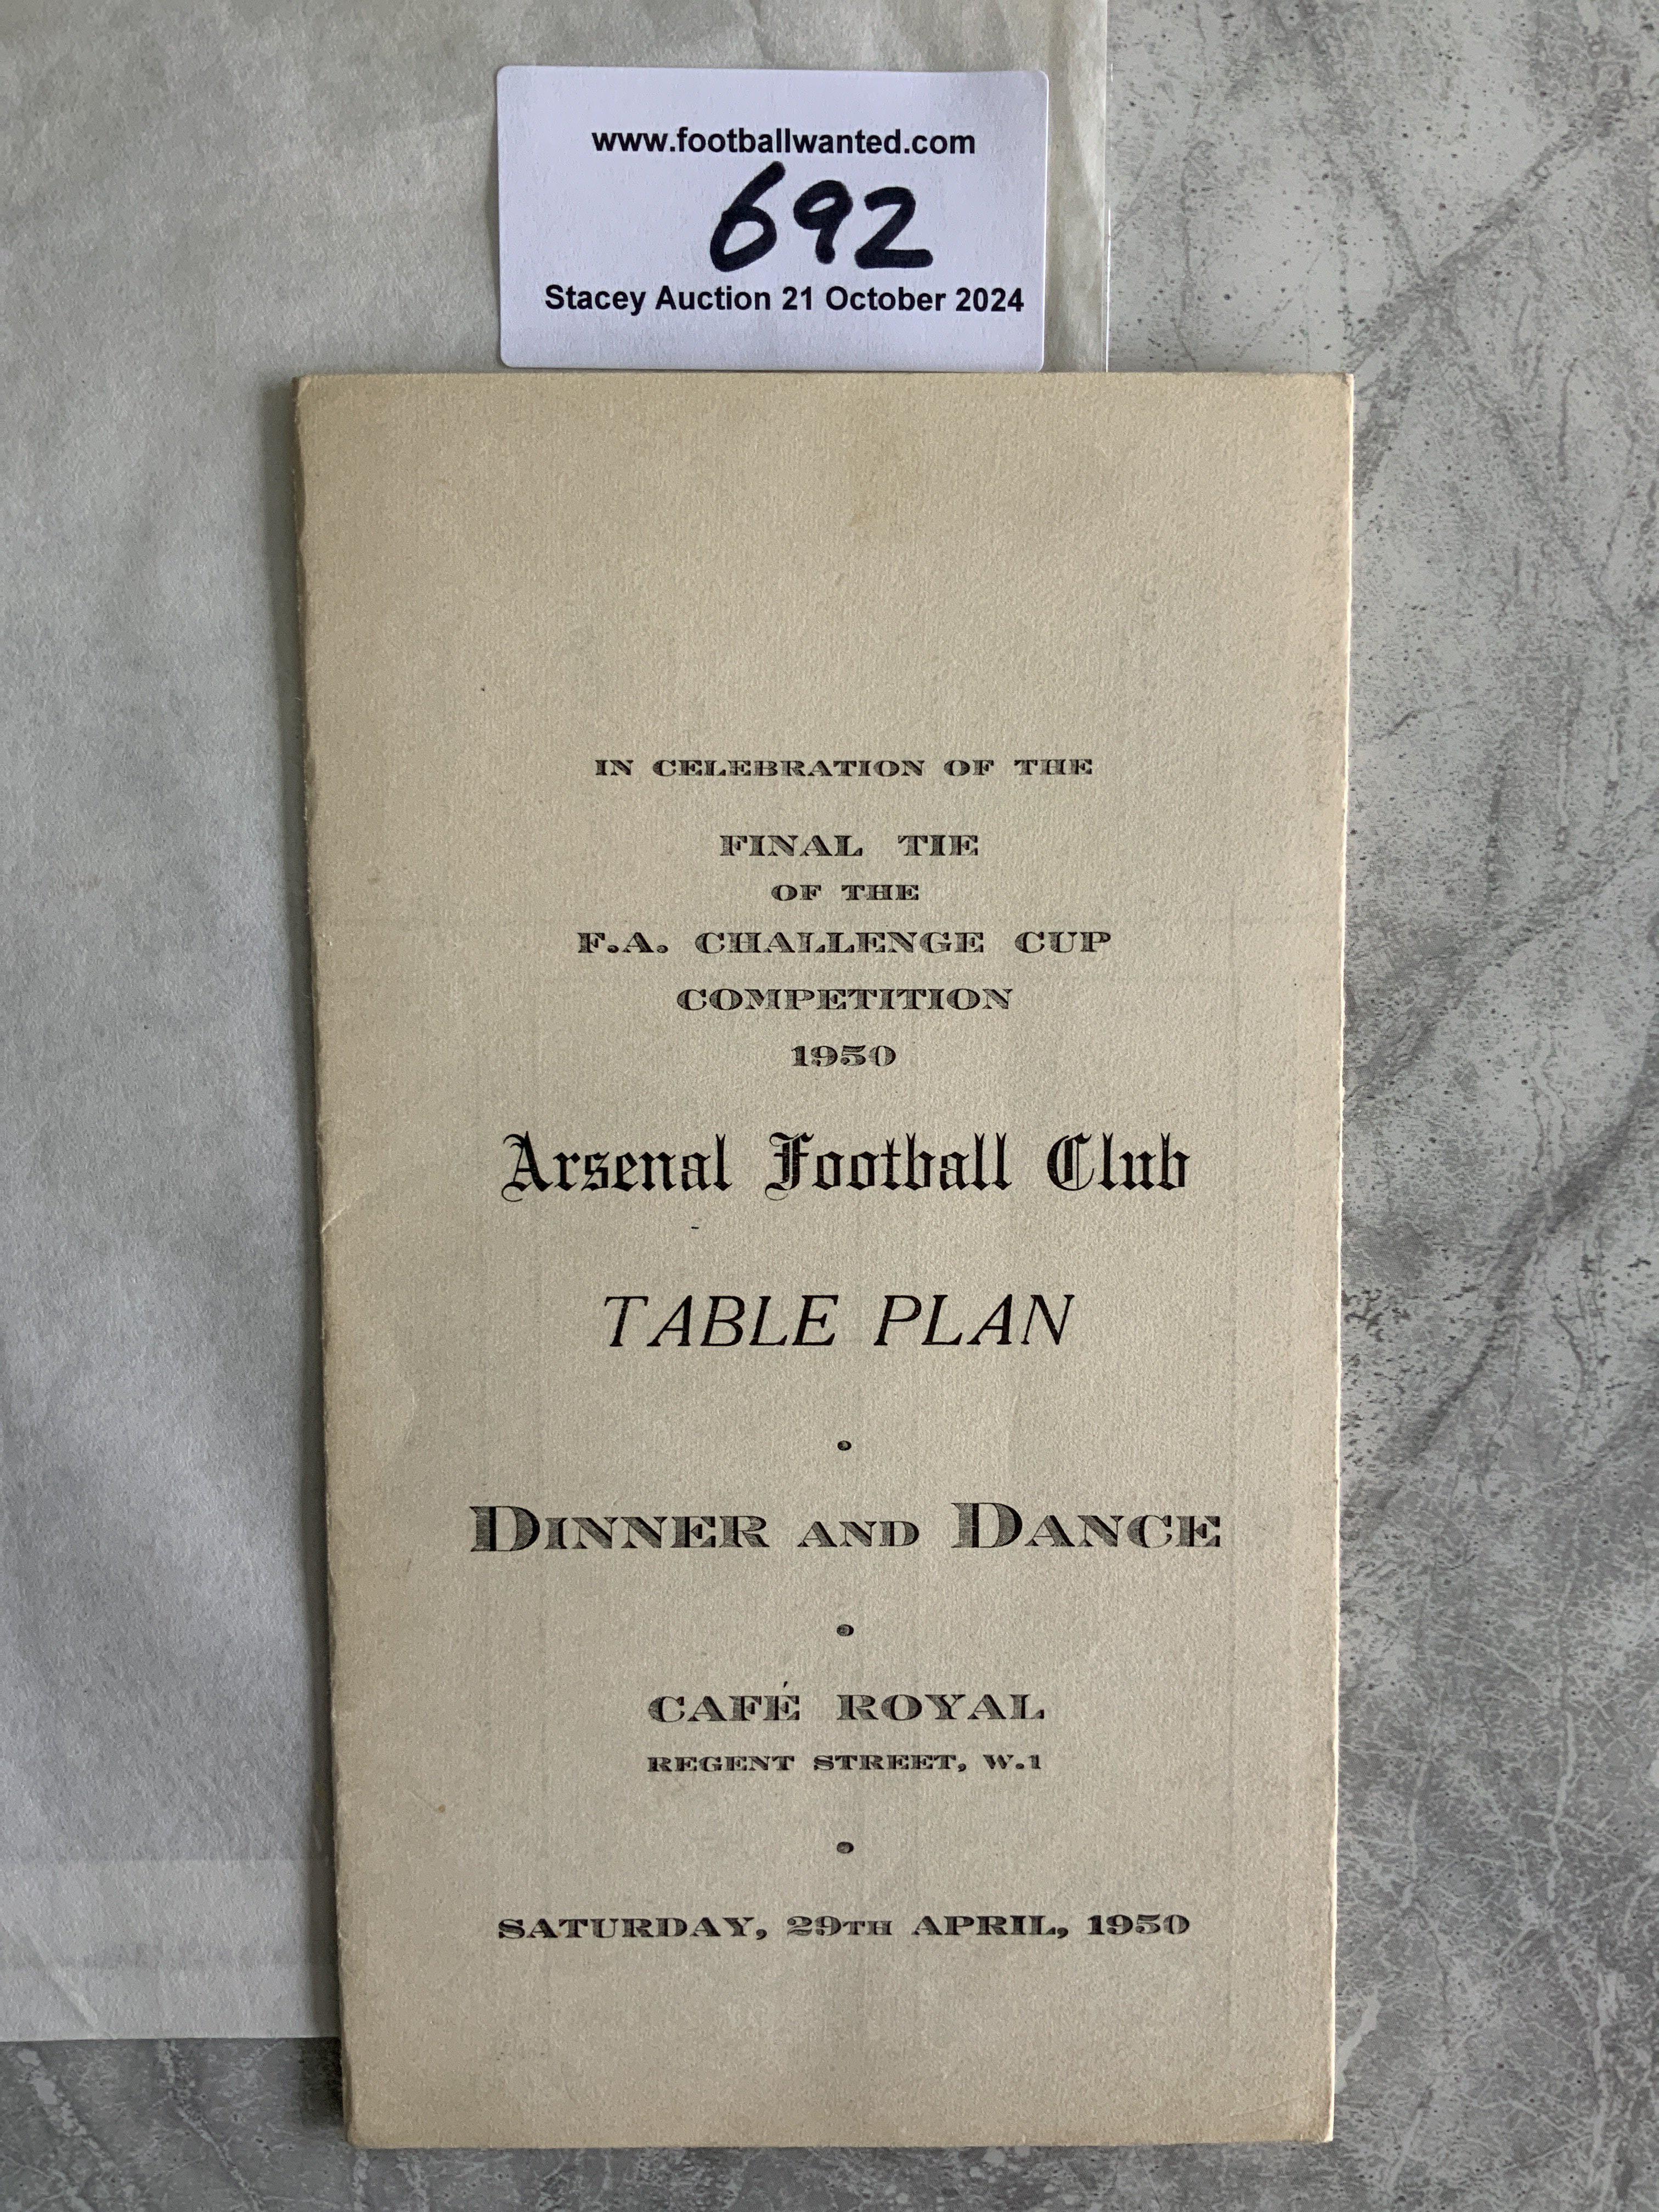 www.footballwanted.com
692
Stacey Auction 21 October 2024
IN CELEBRATION OF THE
FINAL TIE
OF THE
F.A. CHALLENGE CUP
COMPETITION
1950
Arsenal Football Club
TABLE PLAN
DINNER AND DANCE
CAFÉ ROYAL
REGENT STREET, W.1
SATURDAY, 29TH APRIL, 1950